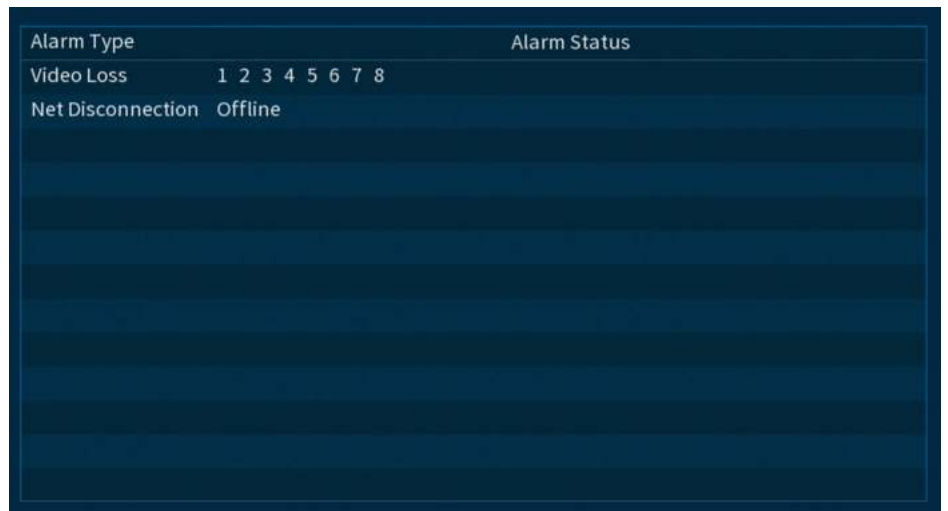 Alarm Type Alarm Status
Video Loss 1 2 3 4 5 6 7 8
Net Disconnection Offline